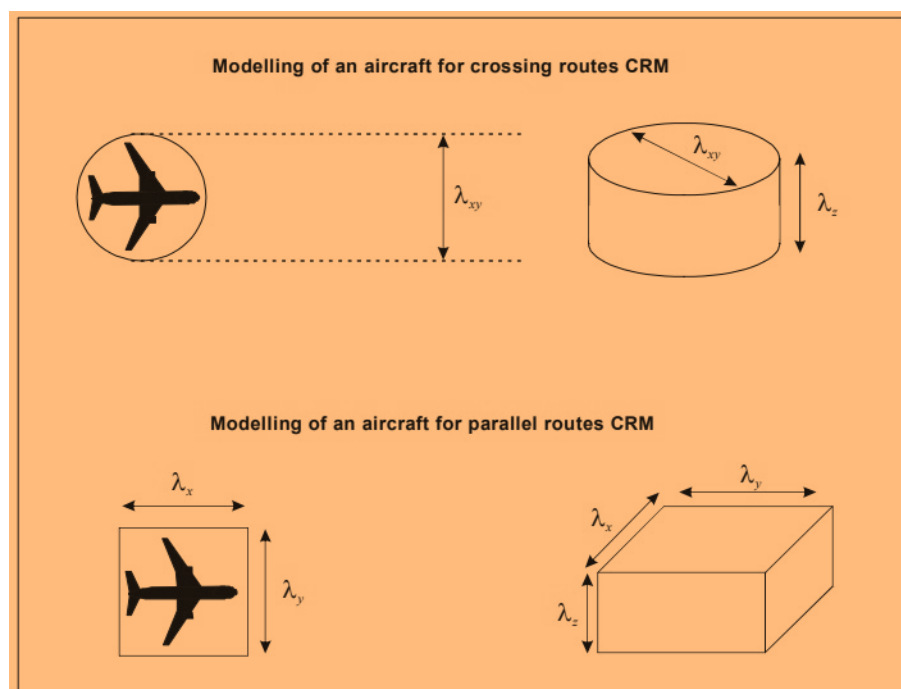 Modelling of an aircraft for crossing routes CRM
λxy
λxy
λz
Modelling of an aircraft for parallel routes CRM
λx
λy
λx
λy
λz